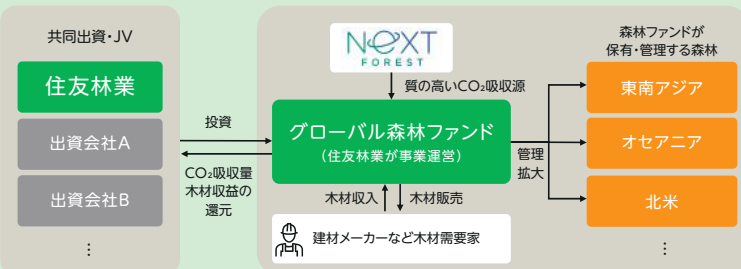 共同出資・JV
住友林業
出資会社A
出資会社B
⋮
投資
CO₂吸収量
木材収益の
還元
NeXT
FOREST
質の高いCO₂吸収源
グローバル森林ファンド
(住友林業が事業運営)
木材収入
木材販売
建材メーカーなど木材需要家
管理
拡大
森林ファンドが
保有・管理する森林
東南アジア
オセアニア
北米
⋮